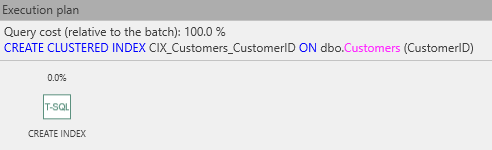 Execution plan
Query cost (relative to the batch): 100.0 %
CREATE CLUSTERED INDEX CIX_Customers_CustomerID ON dbo.Customers (CustomerID)
0.0%
T-SQL
CREATE INDEX